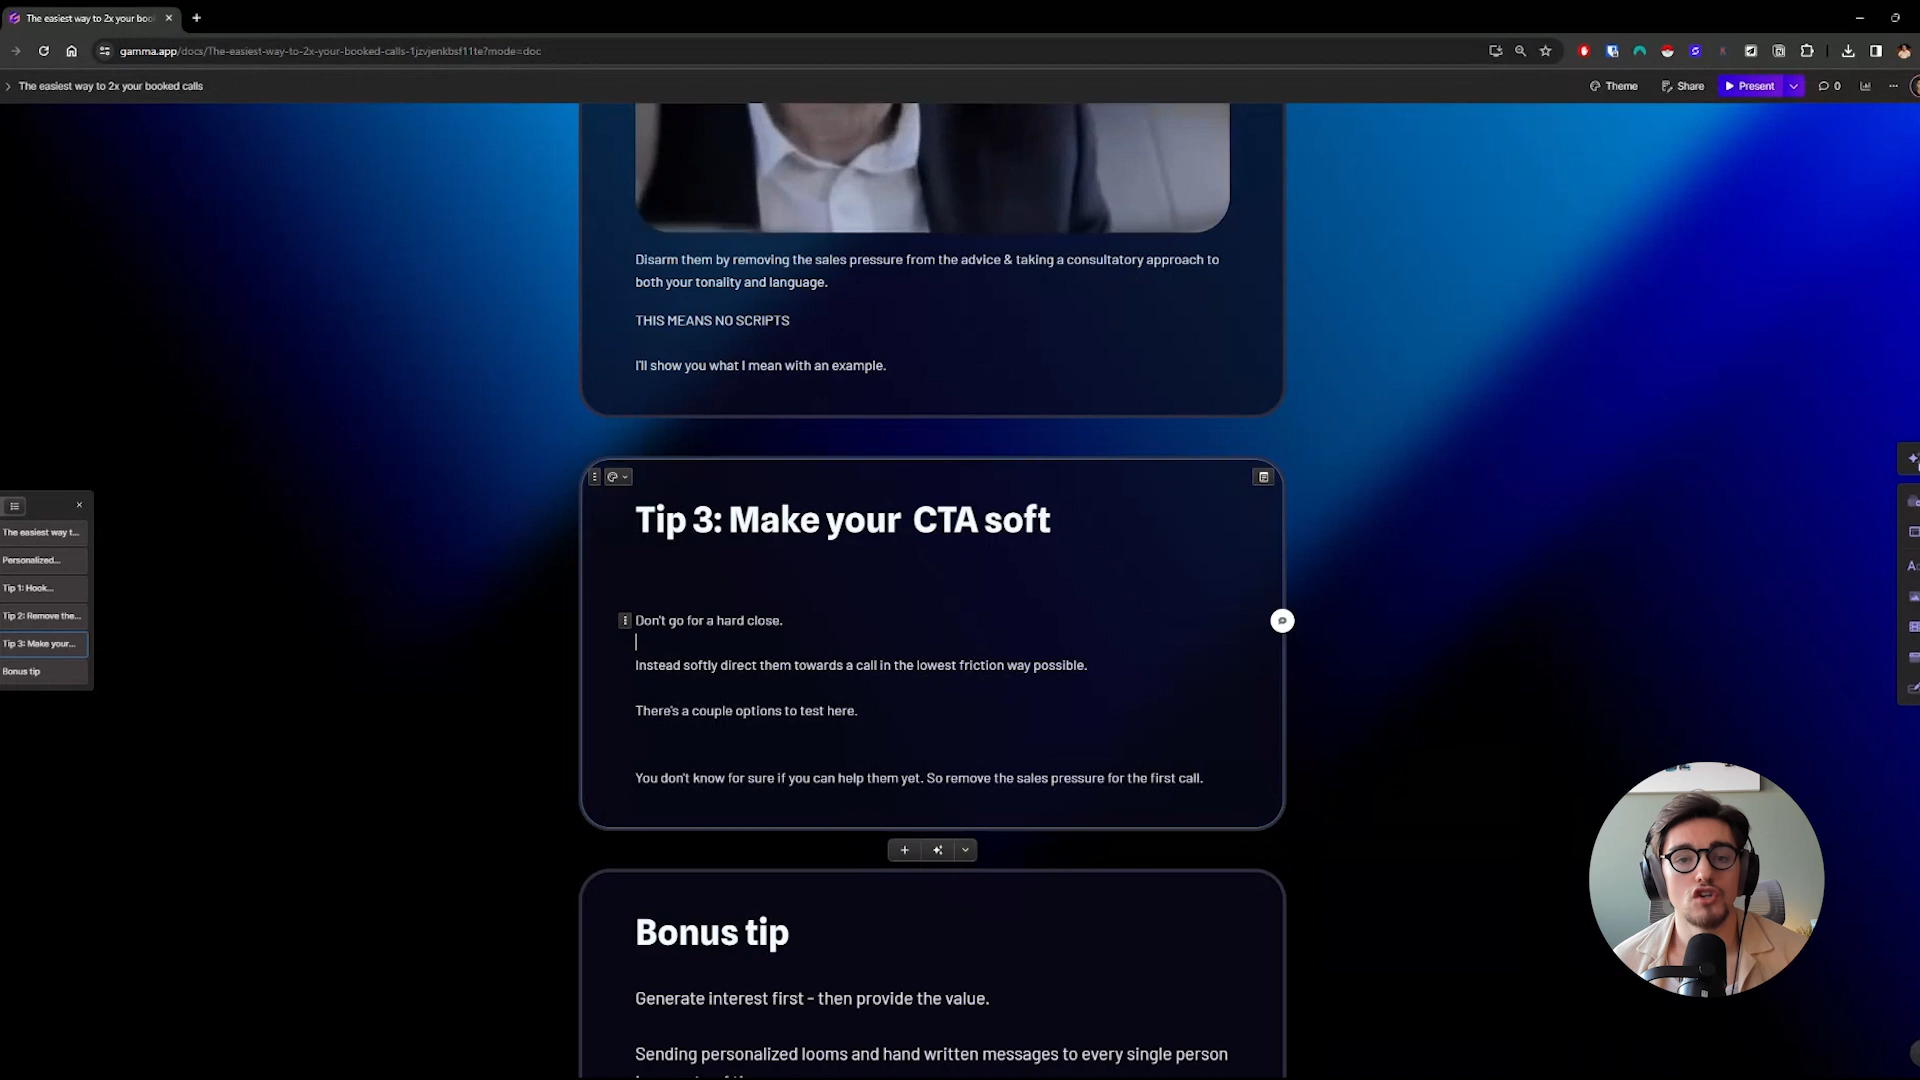 The easiest way to 2x your boo
gamma.app/docs/The-easiest-way-to-2x-your-booked-calls-1jzvjenkbsf11te?mode=doc
The easiest way to 2x your booked calls
Theme
Share
Present
0
Disarm them by removing the sales pressure from the advice & taking a consultatory approach to
both your tonality and language.
THIS MEANS NO SCRIPTS
I'll show you what I mean with an example.
The easiest way t...
Personalized...
Tip 1: Hook...
Tip 2: Remove the...
Tip 3: Make your...
Bonus tip
Tip 3: Make your CTA soft
Don't go for a hard close.
Instead softly direct them towards a call in the lowest friction way possible.
There's a couple options to test here.
You don't know for sure if you can help them yet. So remove the sales pressure for the first call.
Bonus tip
Generate interest first - then provide the value.
Sending personalized looms and hand written messages to every single person